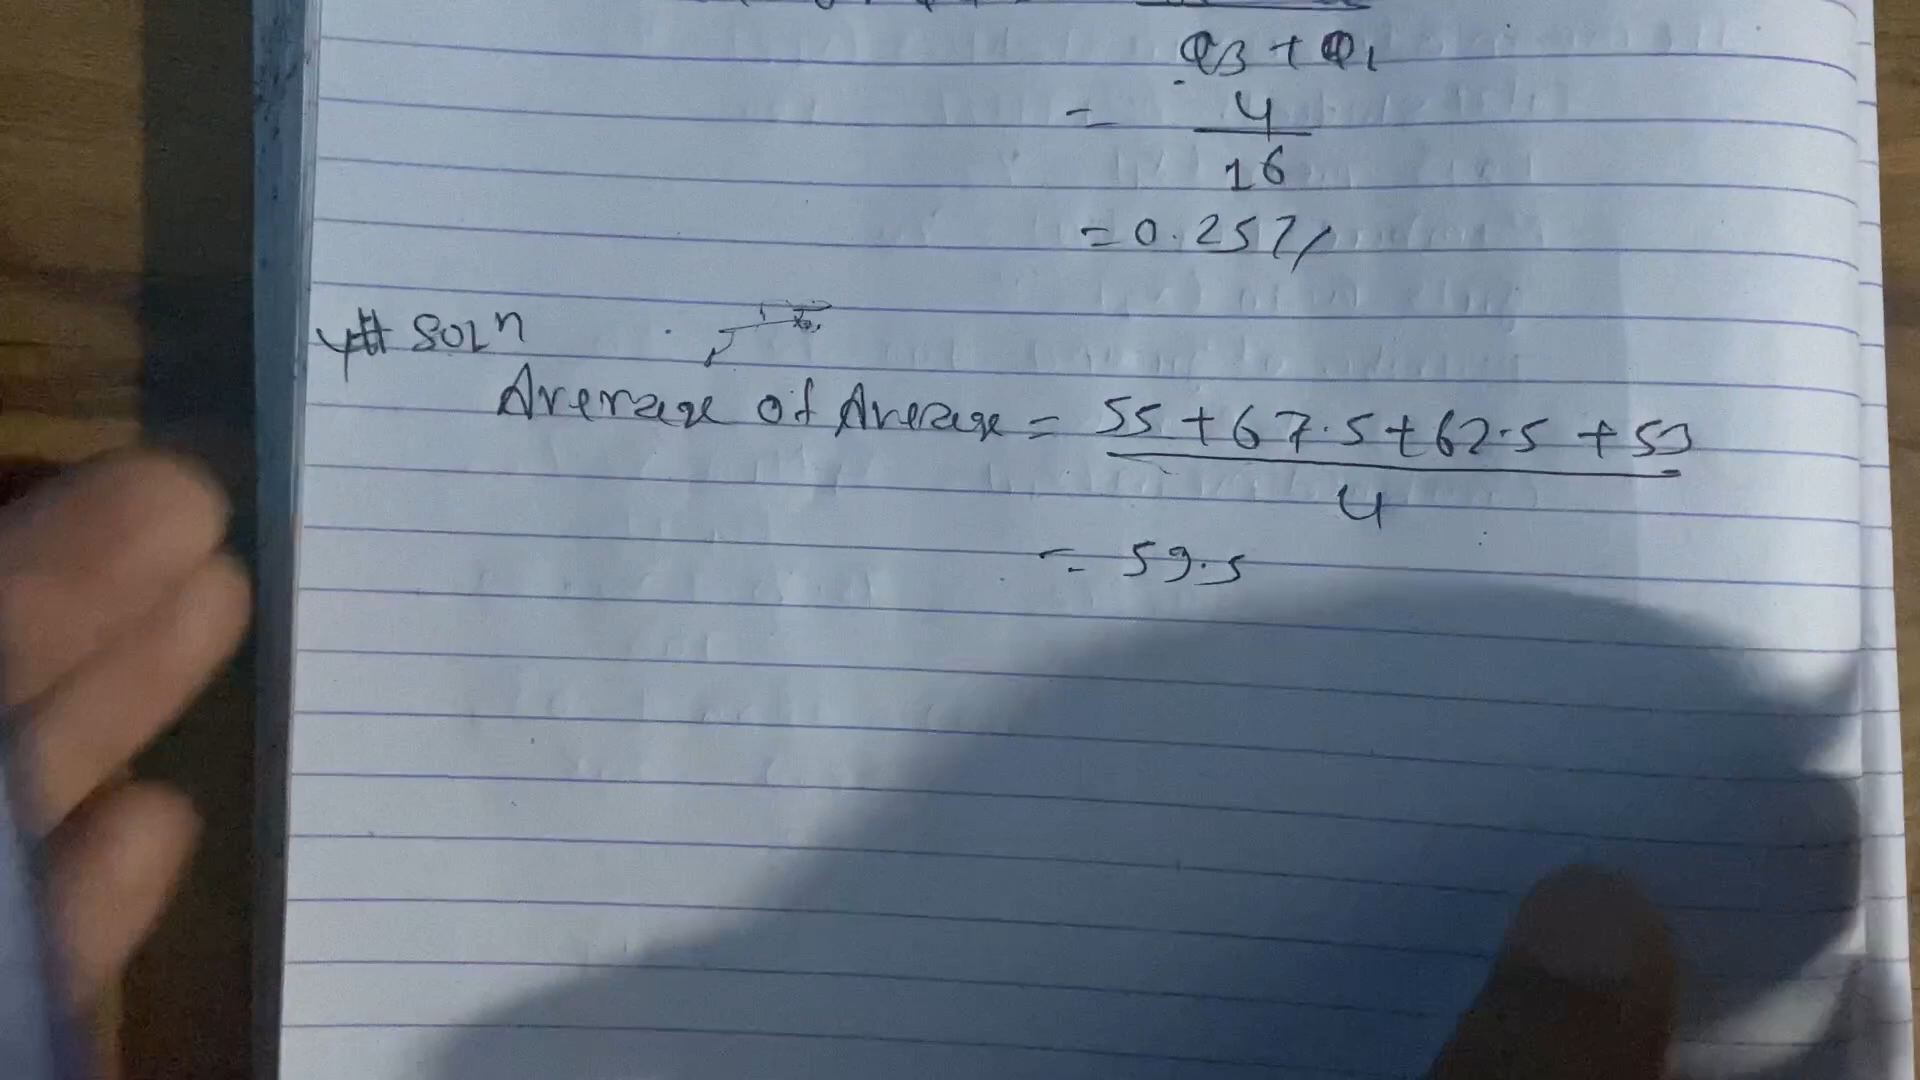 Q3 + Q1
= 4
16
= 0.25//
4# Soln
Average of Average = 55 + 67.5 + 62.5 + 53
4
= 59.5